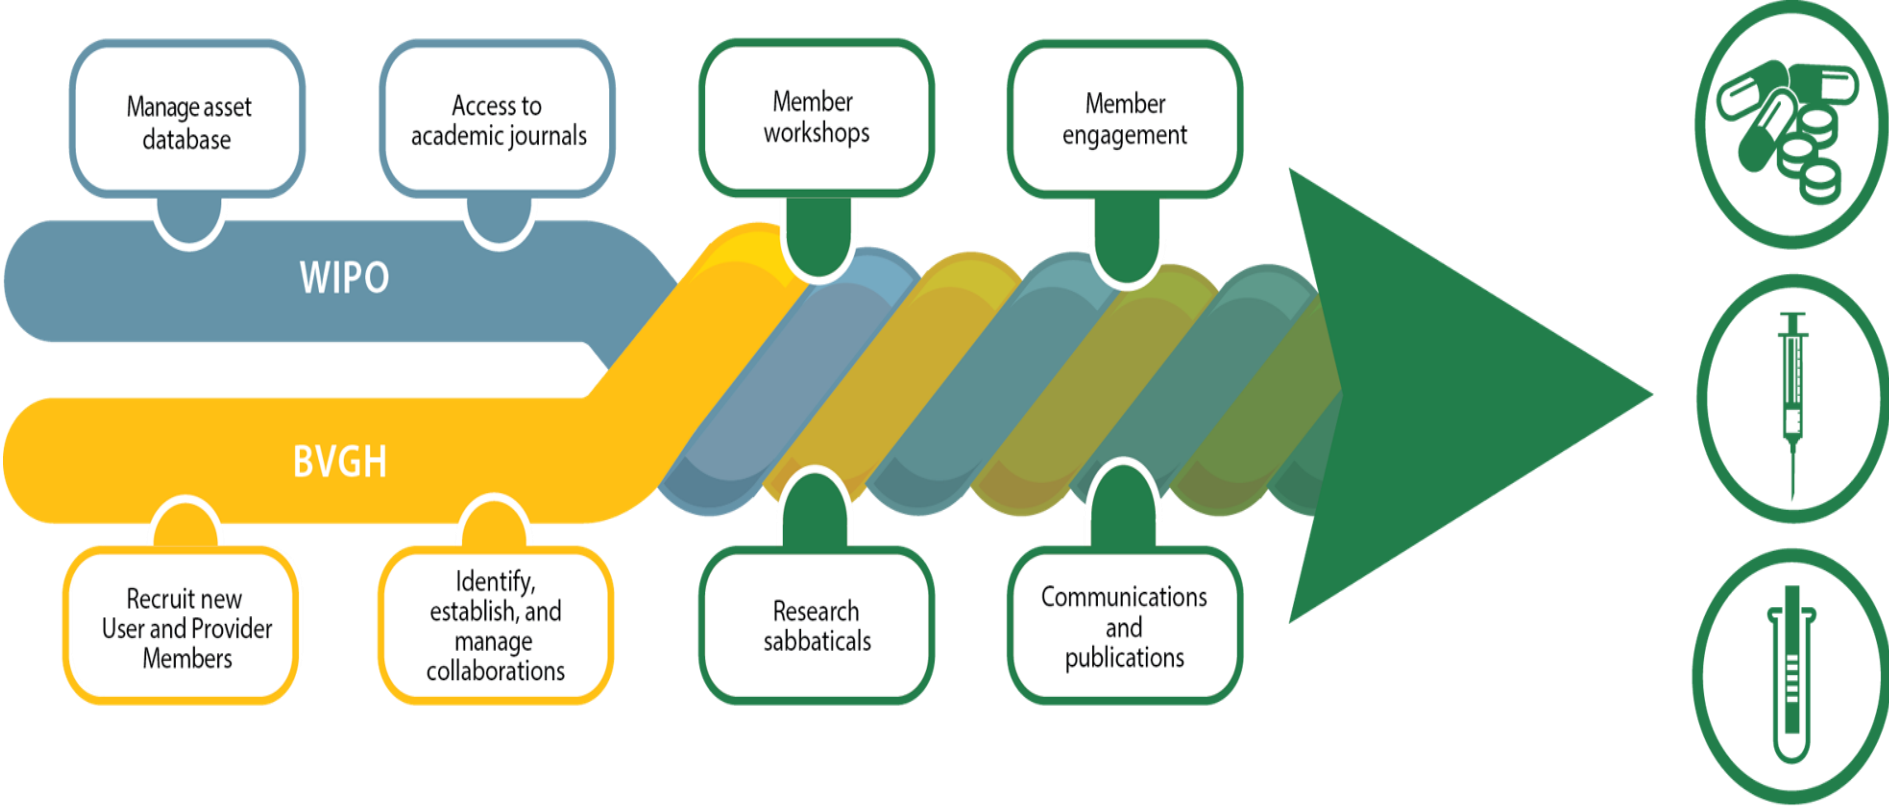 Manage asset
database
Access to
academic journals
Member
workshops
Member
engagement
WIPO
BVGH
Recruit new
User and Provider
Members
Identify,
establish, and
manage
collaborations
Research
sabbaticals
Communications
and
publications